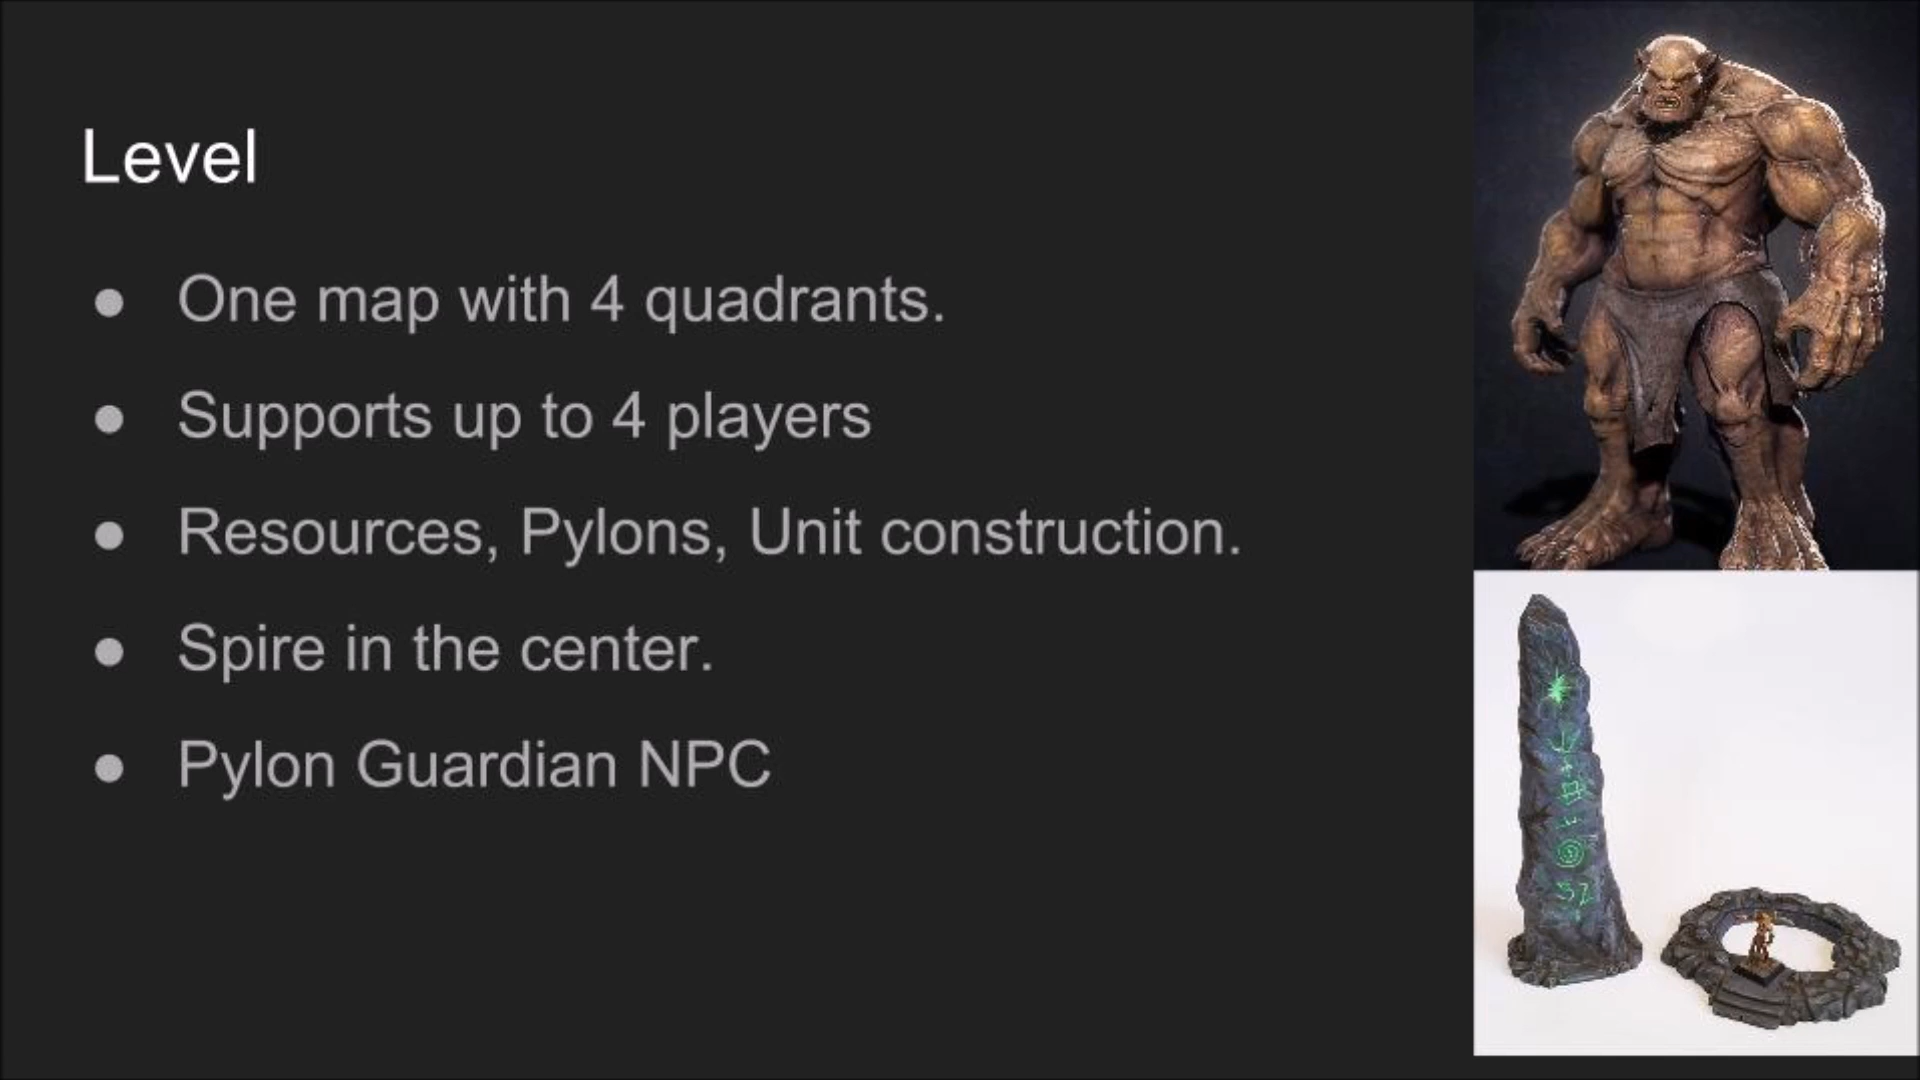 Level
● One map with 4 quadrants.
● Supports up to 4 players
● Resources, Pylons, Unit construction.
● Spire in the center.
● Pylon Guardian NPC